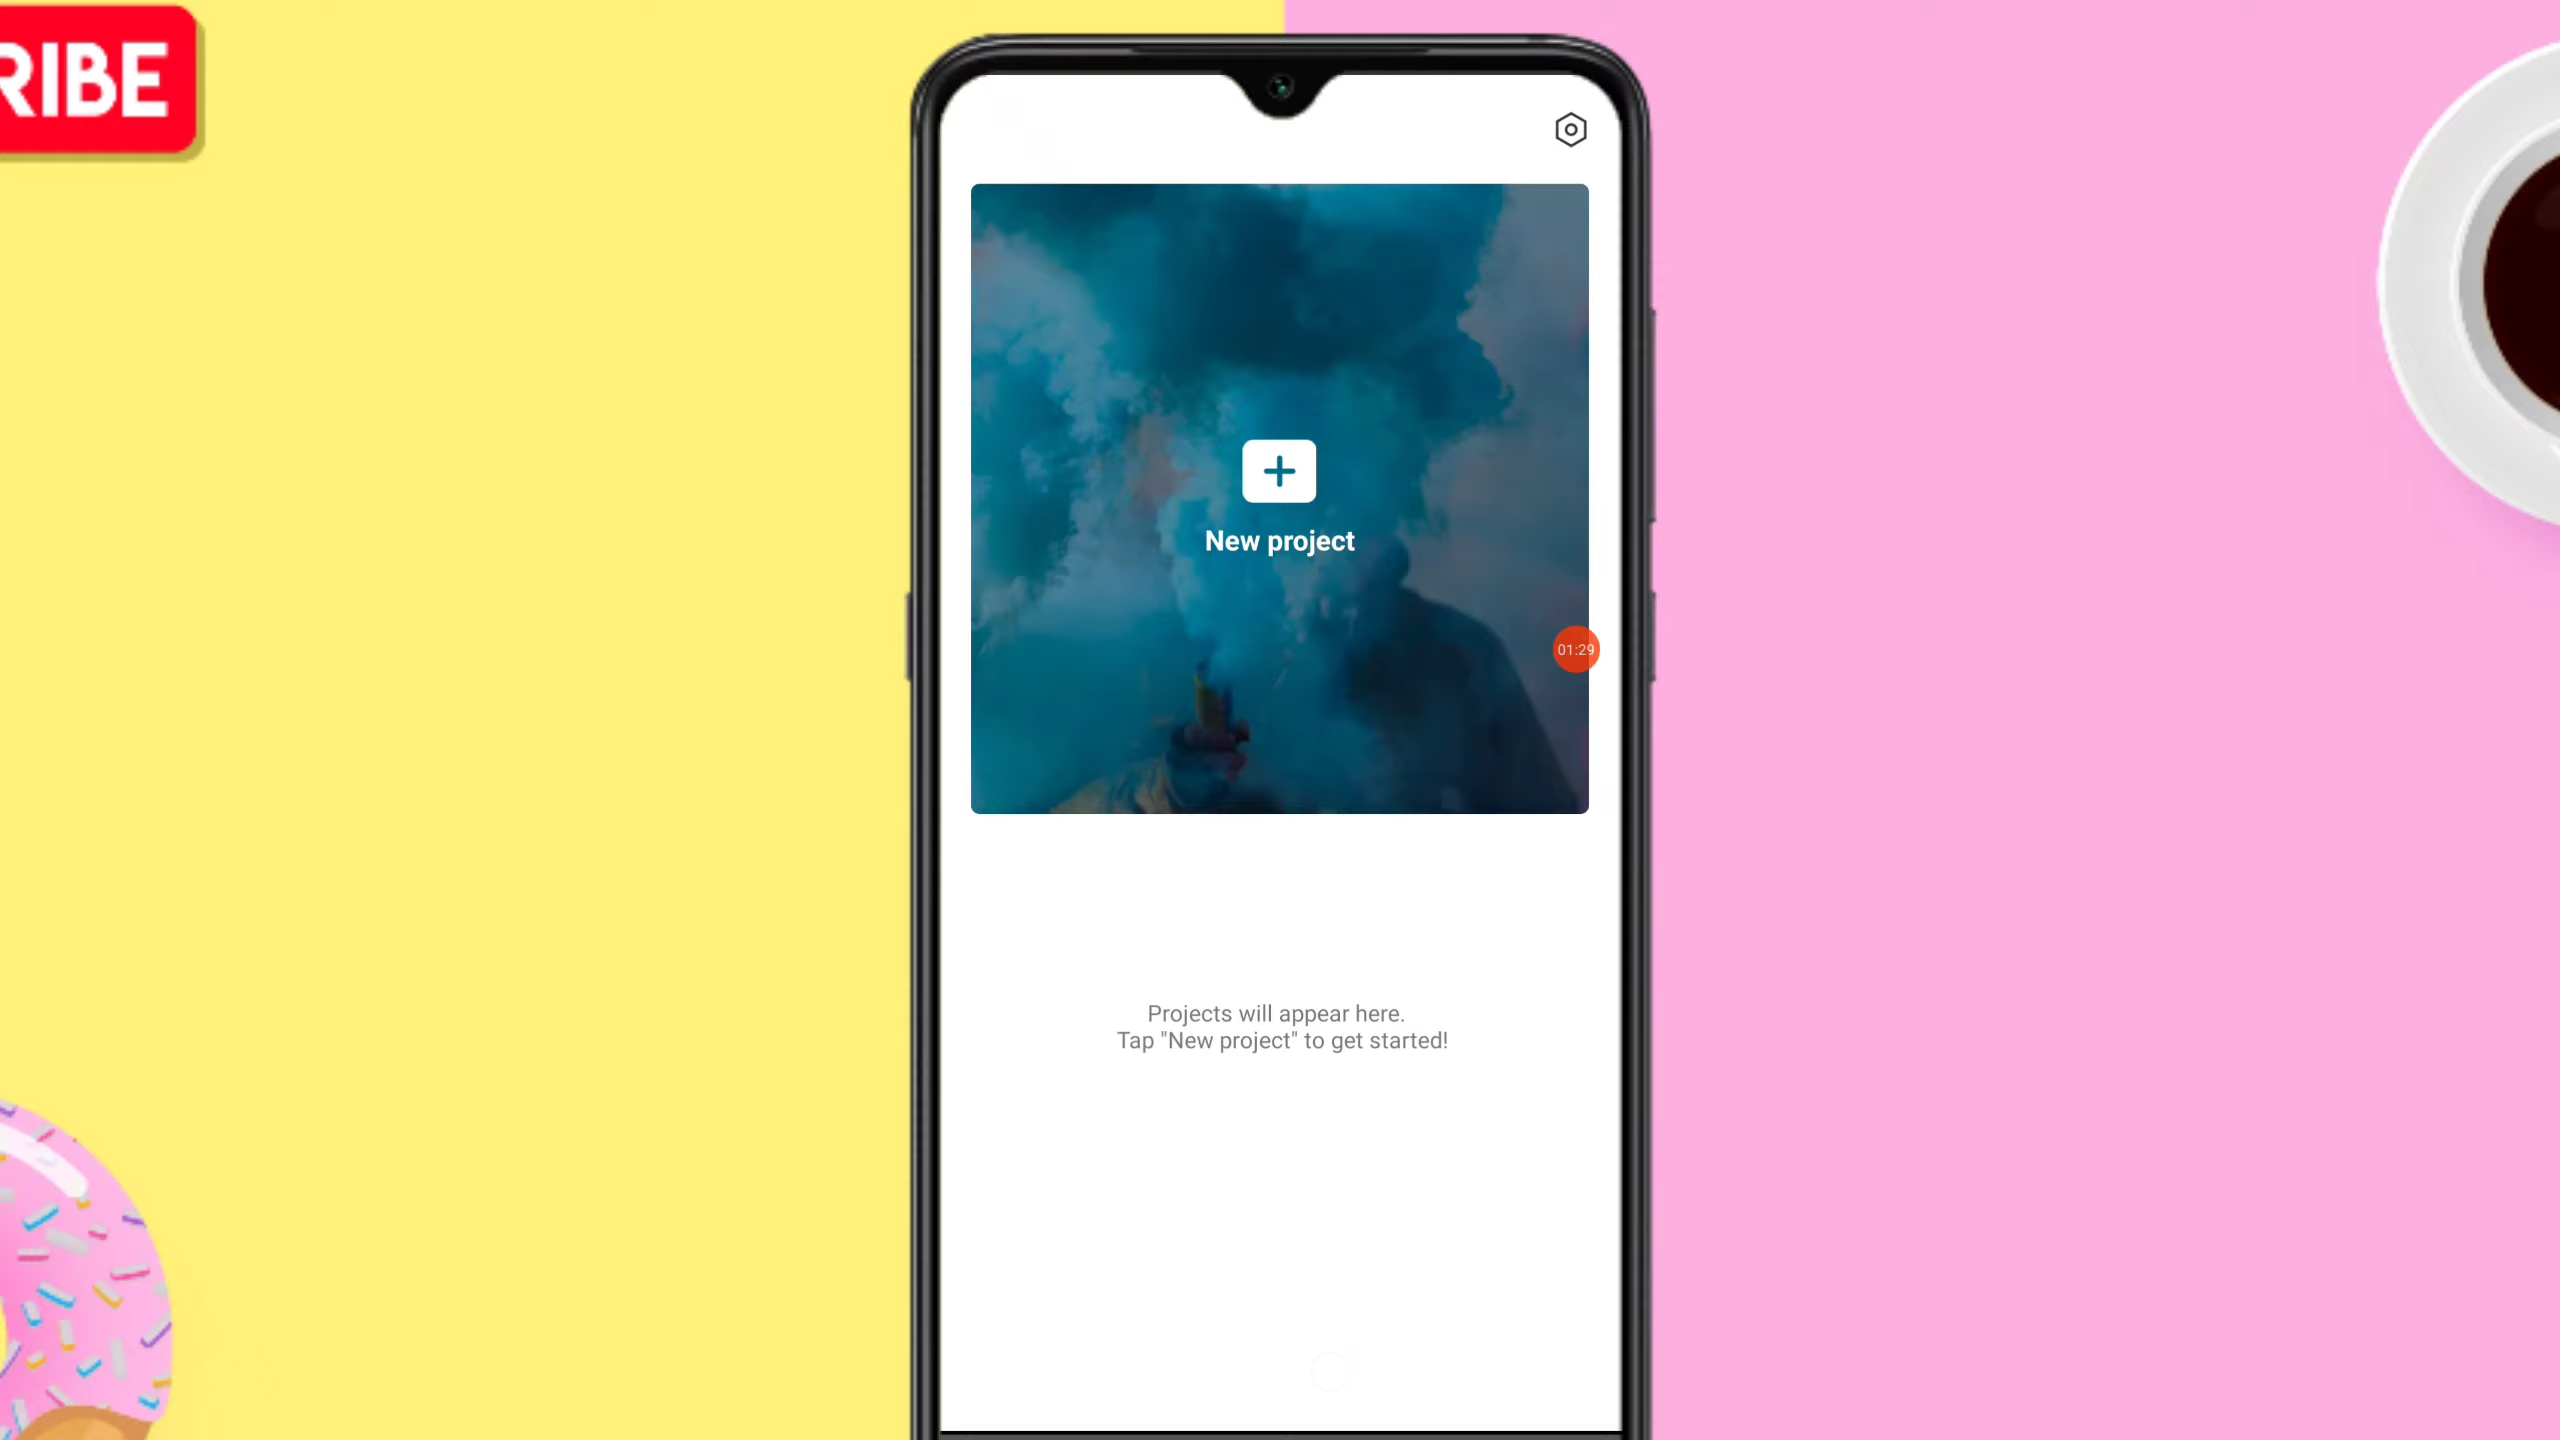 RIBE
New project
01:29
Projects will appear here.
Tap "New project" to get started!